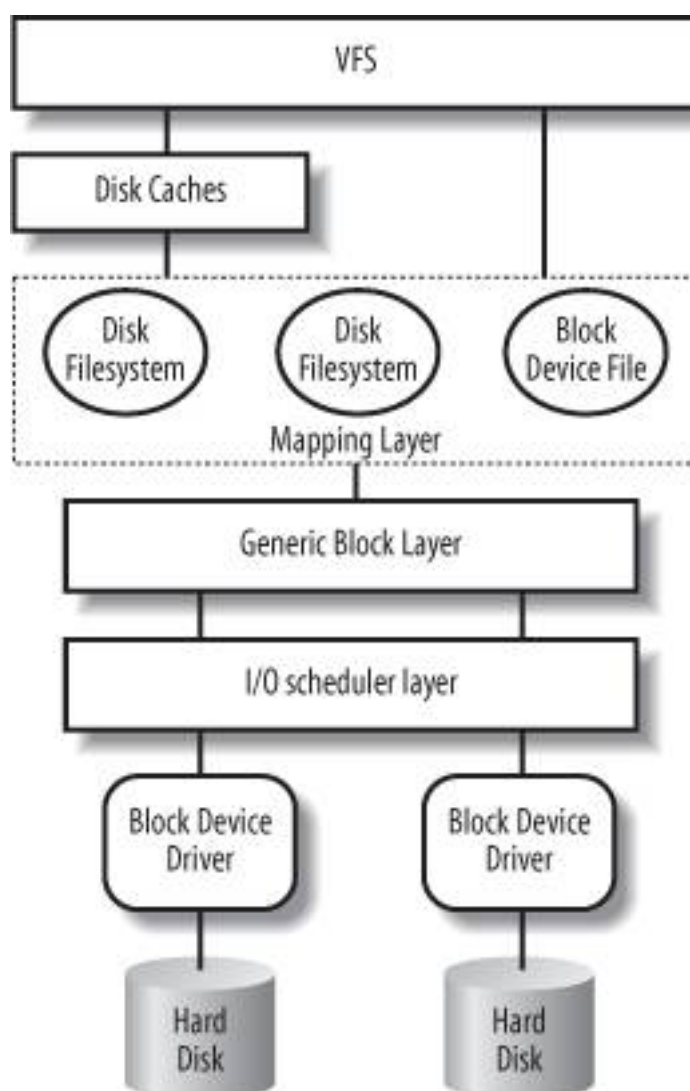 VFS
Disk Caches
Disk
Filesystem
Disk
Filesystem
Block
Device File
Mapping Layer
Generic Block Layer
I/O scheduler layer
Block Device
Driver
Block Device
Driver
Hard
Disk
Hard
Disk